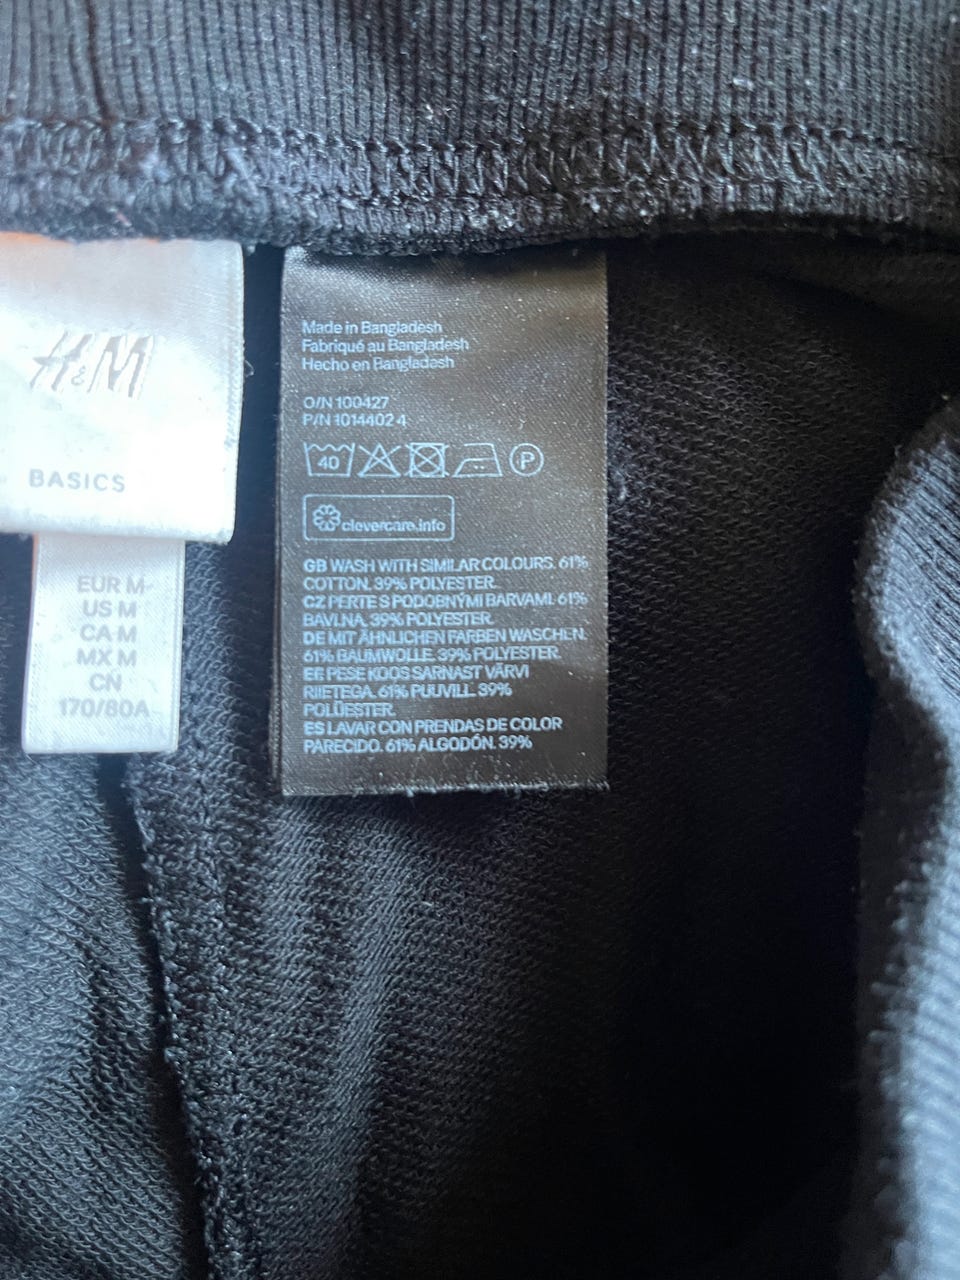 H&M
BASICS
EUR M
US M
CA M
MX M
CN
170/80A
Made in Bangladesh
Fabriqué au Bangladesh
Hecho en Bangladesh
O/N 100427
P/N 1014402 4
40
P
clevercare.info
GB WASH WITH SIMILAR COLOURS. 61%
COTTON. 39% POLYESTER.
CZ PERTE S PODOBNÝMI BARVAMI. 61%
BAVLNA. 39% POLYESTER.
DE MIT ÄHNLICHEN FARBEN WASCHEN.
61% BAUMWOLLE. 39% POLYESTER.
EE PESE KOOS SARNAST VÄRVI
RIIETEGA. 61% PUUVILL. 39%
POLÜESTER.
ES LAVAR CON PRENDAS DE COLOR
PARECIDO. 61% ALGODÓN. 39%